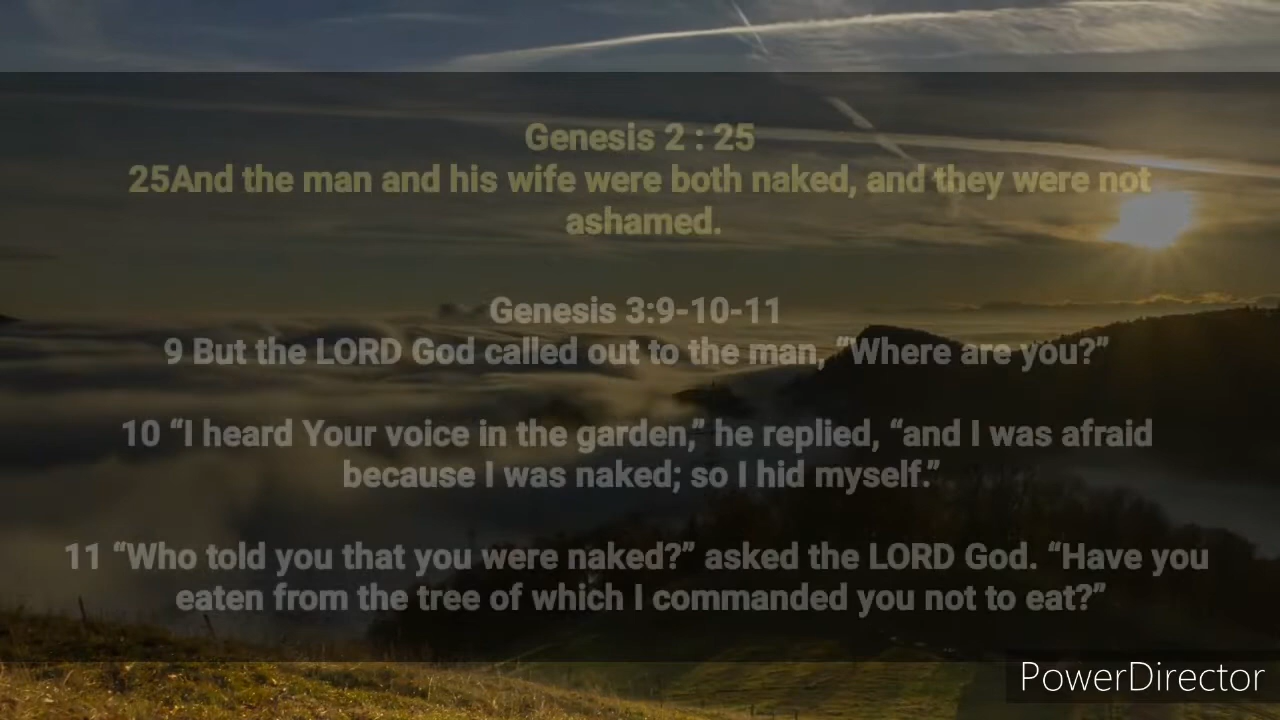 Genesis 2 : 25
25And the man and his wife were both naked, and they were not
ashamed.
Genesis 3:9-10-11
9 But the LORD God called out to the man, “Where are you?”
10 “I heard Your voice in the garden,” he replied, “and I was afraid
because I was naked; so I hid myself.”
11 “Who told you that you were naked?” asked the LORD God. “Have you
eaten from the tree of which I commanded you not to eat?”
PowerDirector